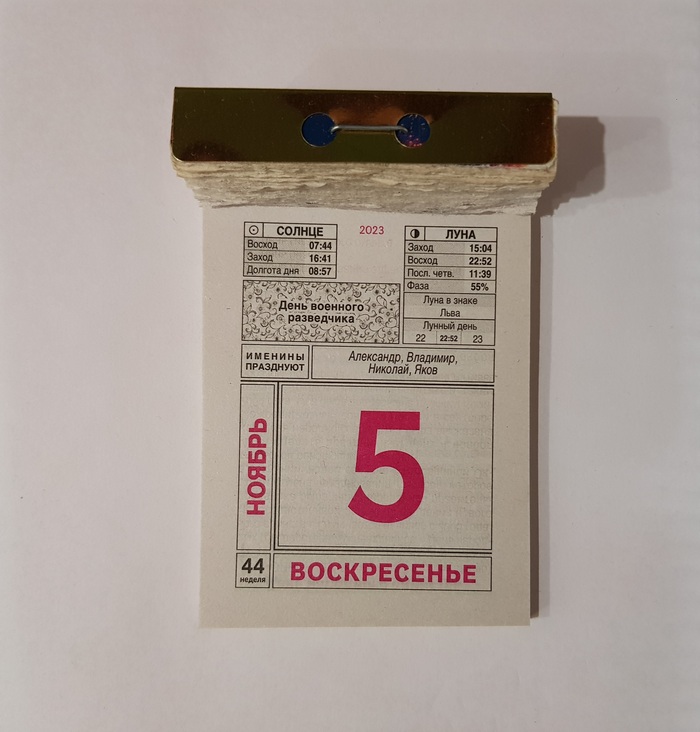 СОЛНЦЕ
Восход 07:44
Заход 16:41
Долгота дня 08:57
2023
ЛУНА
Заход 15:04
Восход 22:52
Посл. четв. 11:39
Фаза 55%
Луна в знаке
Льва
Лунный день
22 22:52 23
День военного
разведчика
ИМЕНИНЫ
ПРАЗДНУЮТ
Александр, Владимир,
Николай, Яков
НОЯБРЬ
5
44
неделя
ВОСКРЕСЕНЬЕ